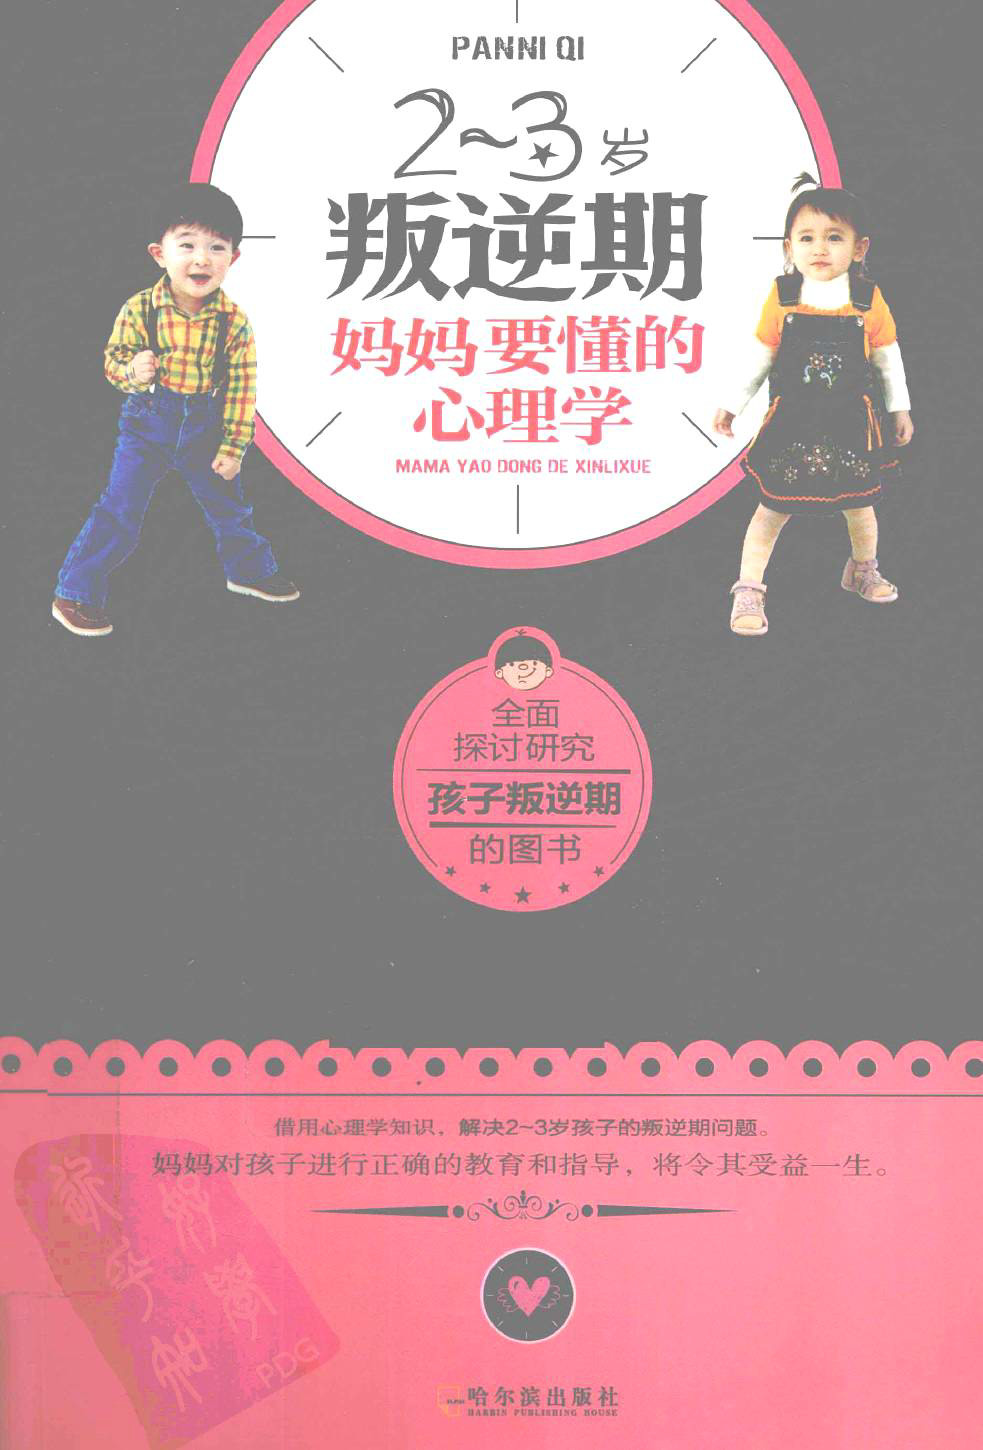 PANNI QI
2~3岁
叛逆期
妈妈要懂的
心理学
MAMA YAO DONG DE XINLIXUE
全面
探讨研究
孩子叛逆期
的图书
借用心理学知识，解决2~3岁孩子的叛逆期问题。
妈妈对孩子进行正确的教育和指导，将令其受益一生。
PDG
哈尔滨出版社
HARBIN PUBLISHING HOUSE